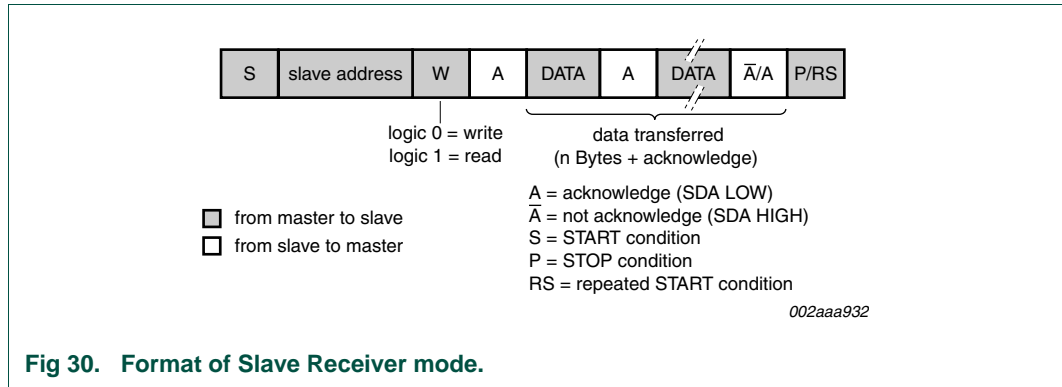 S slave address W A DATA A DATA A̅/A P/RS
logic 0 = write
logic 1 = read
data transferred
(n Bytes + acknowledge)
A = acknowledge (SDA LOW)
A̅ = not acknowledge (SDA HIGH)
S = START condition
P = STOP condition
RS = repeated START condition
from master to slave
from slave to master
002aaa932
Fig 30. Format of Slave Receiver mode.